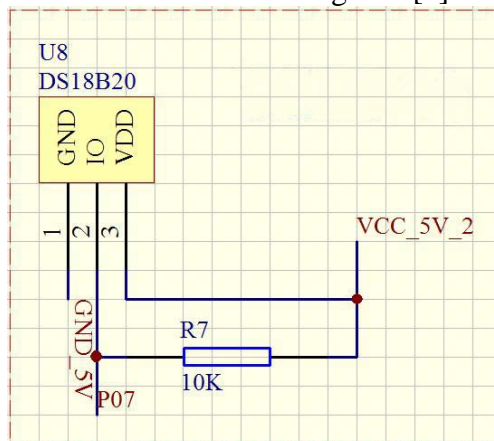 U8
DS18B20
GND
IO
VDD
1
2
3
VCC_5V_2
GND_5V
R7
10K
P07